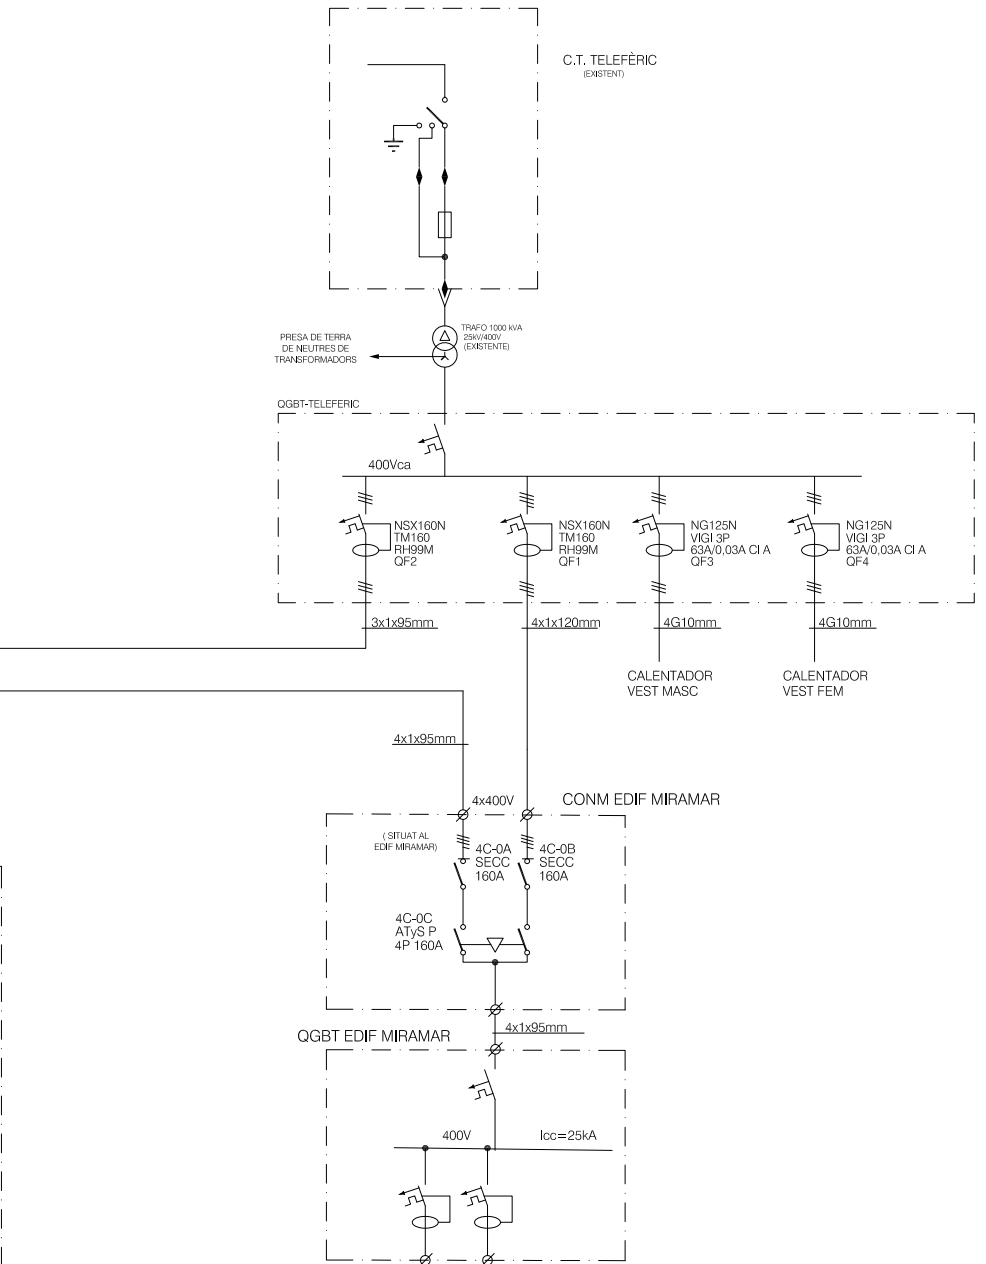 C.T. TELEFÈRIC
(EXISTENT)
TRAFO 1000 kVA
25kV/400V
(EXISTENTE)
PRESA DE TERRA
DE NEUTRES DE
TRANSFORMADORS
QGBT-TELEFERIC
400Vca
NSX160N
TM160
RH99M
QF2
NSX160N
TM160
RH99M
QF1
NG125N
VIGI 3P
63A/0,03A Cl A
QF3
NG125N
VIGI 3P
63A/0,03A Cl A
QF4
3x1x95mm
4x1x120mm
4G10mm
4G10mm
CALENTADOR
VEST MASC
CALENTADOR
VEST FEM
4x1x95mm
4x400V
CONM EDIF MIRAMAR
( SITUAT AL
EDIF MIRAMAR)
4C-0A
SECC
160A
4C-0B
SECC
160A
4C-0C
ATyS P
4P 160A
4x1x95mm
QGBT EDIF MIRAMAR
400V
Icc=25kA